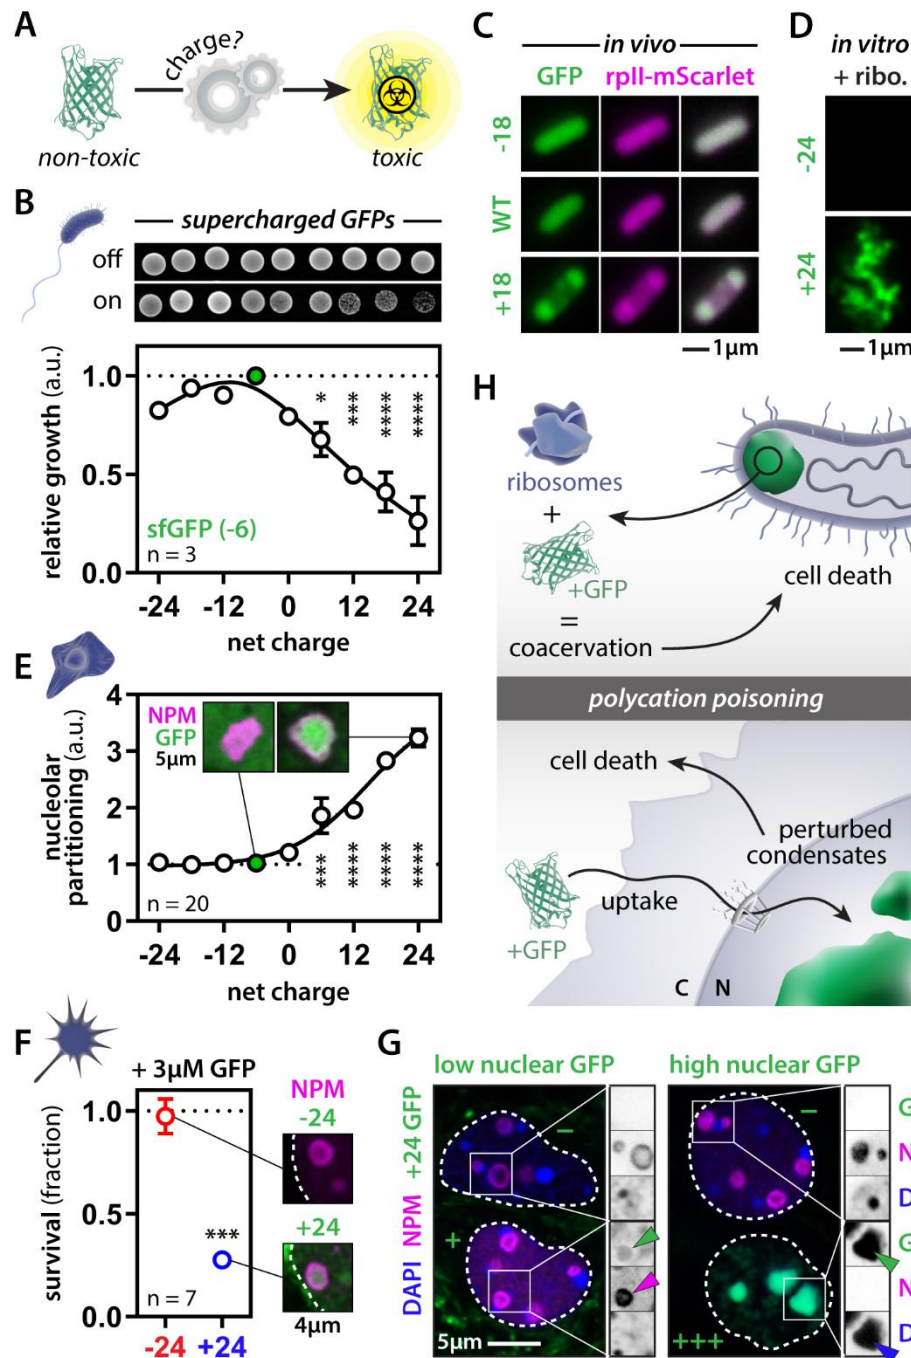 A
charge?
non-toxic
toxic
B
supercharged GFPs
off
on
relative growth (a.u.)
1.0
0.5
0.0
*
***
****
****
sfGFP (-6)
n = 3
-24
-12
0
12
24
net charge
C
in vivo
GFP
rplI-mScarlet
-18
WT
+18
1μm
D
in vitro
+ ribo.
-24
+24
1μm
E
nucleolar
partitioning (a.u.)
4
3
2
1
0
NPM
GFP
5μm
****
****
****
n = 20
-24
-12
0
12
24
net charge
F
+ 3μM GFP
survival (fraction)
1.0
0.5
0.0
***
n = 7
-24
+24
NPM
-24
+24
4μm
G
low nuclear GFP
high nuclear GFP
DAPI NPM +24 GFP
-
+
5μm
-
+++
G
N
D
G
N
D
H
ribosomes
+
+GFP
=
coacervation
cell death
polycation poisoning
cell death
perturbed
condensates
uptake
+GFP
C N